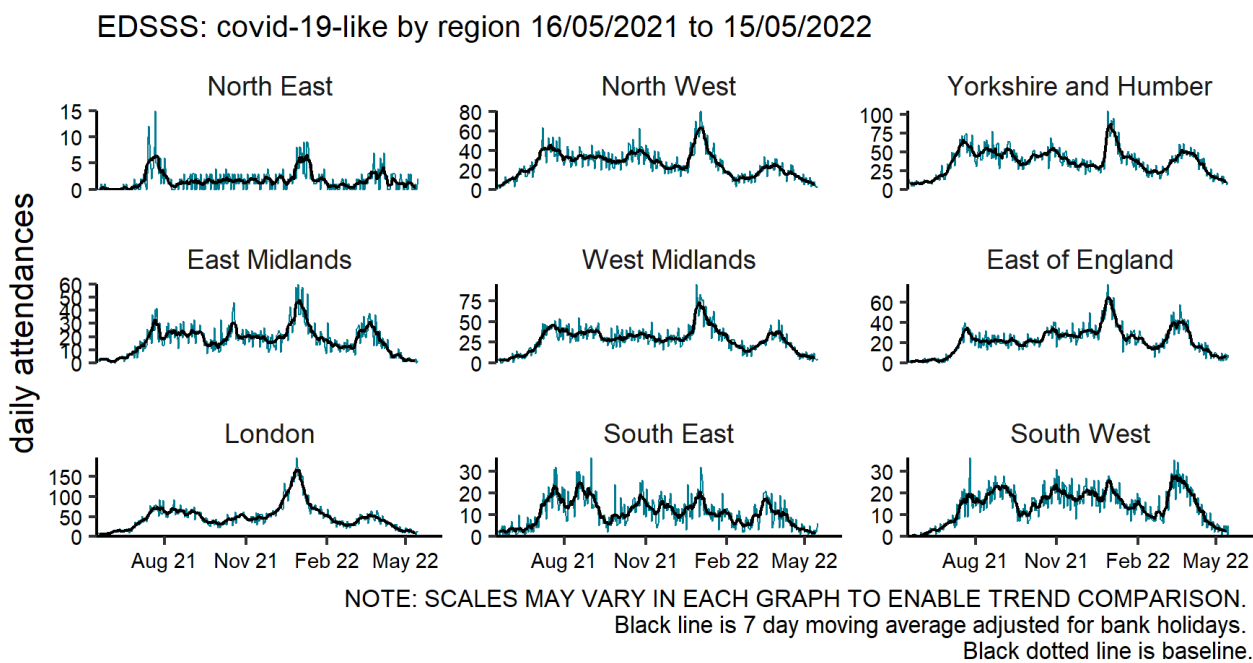 EDSSS: covid-19-like by region 16/05/2021 to 15/05/2022
daily attendances
North East
15
10
5
0
North West
80
60
40
20
0
Yorkshire and Humber
100
75
50
25
0
East Midlands
60
50
40
30
20
10
0
West Midlands
75
50
25
0
East of England
60
40
20
0
London
150
100
50
0
Aug 21 Nov 21 Feb 22 May 22
South East
30
20
10
0
Aug 21 Nov 21 Feb 22 May 22
South West
30
20
10
0
Aug 21 Nov 21 Feb 22 May 22
NOTE: SCALES MAY VARY IN EACH GRAPH TO ENABLE TREND COMPARISON.
Black line is 7 day moving average adjusted for bank holidays.
Black dotted line is baseline.